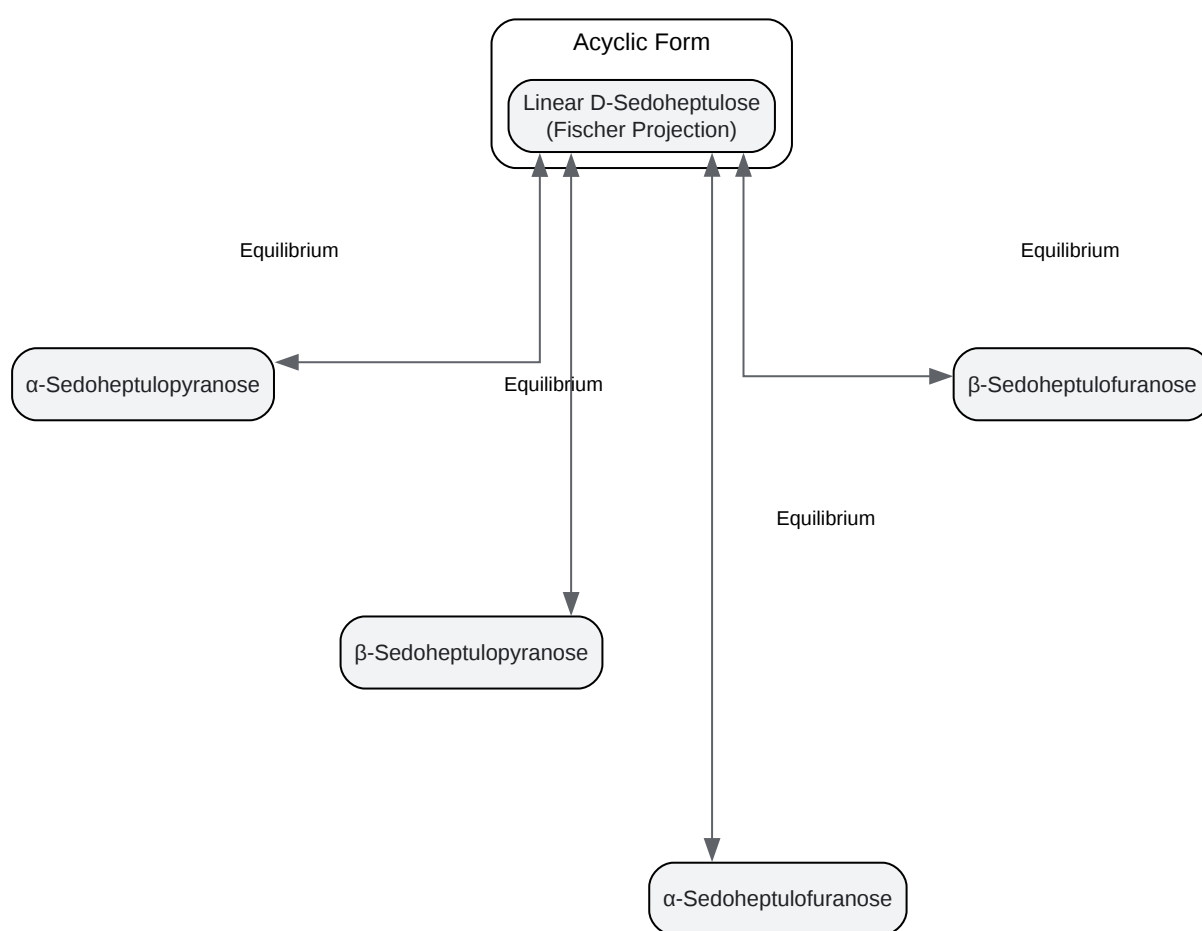 Acyclic Form
Linear D-Sedoheptulose
(Fischer Projection)
Equilibrium
Equilibrium
α-Sedoheptulopyranose
Equilibrium
β-Sedoheptulofuranose
Equilibrium
β-Sedoheptulopyranose
α-Sedoheptulofuranose